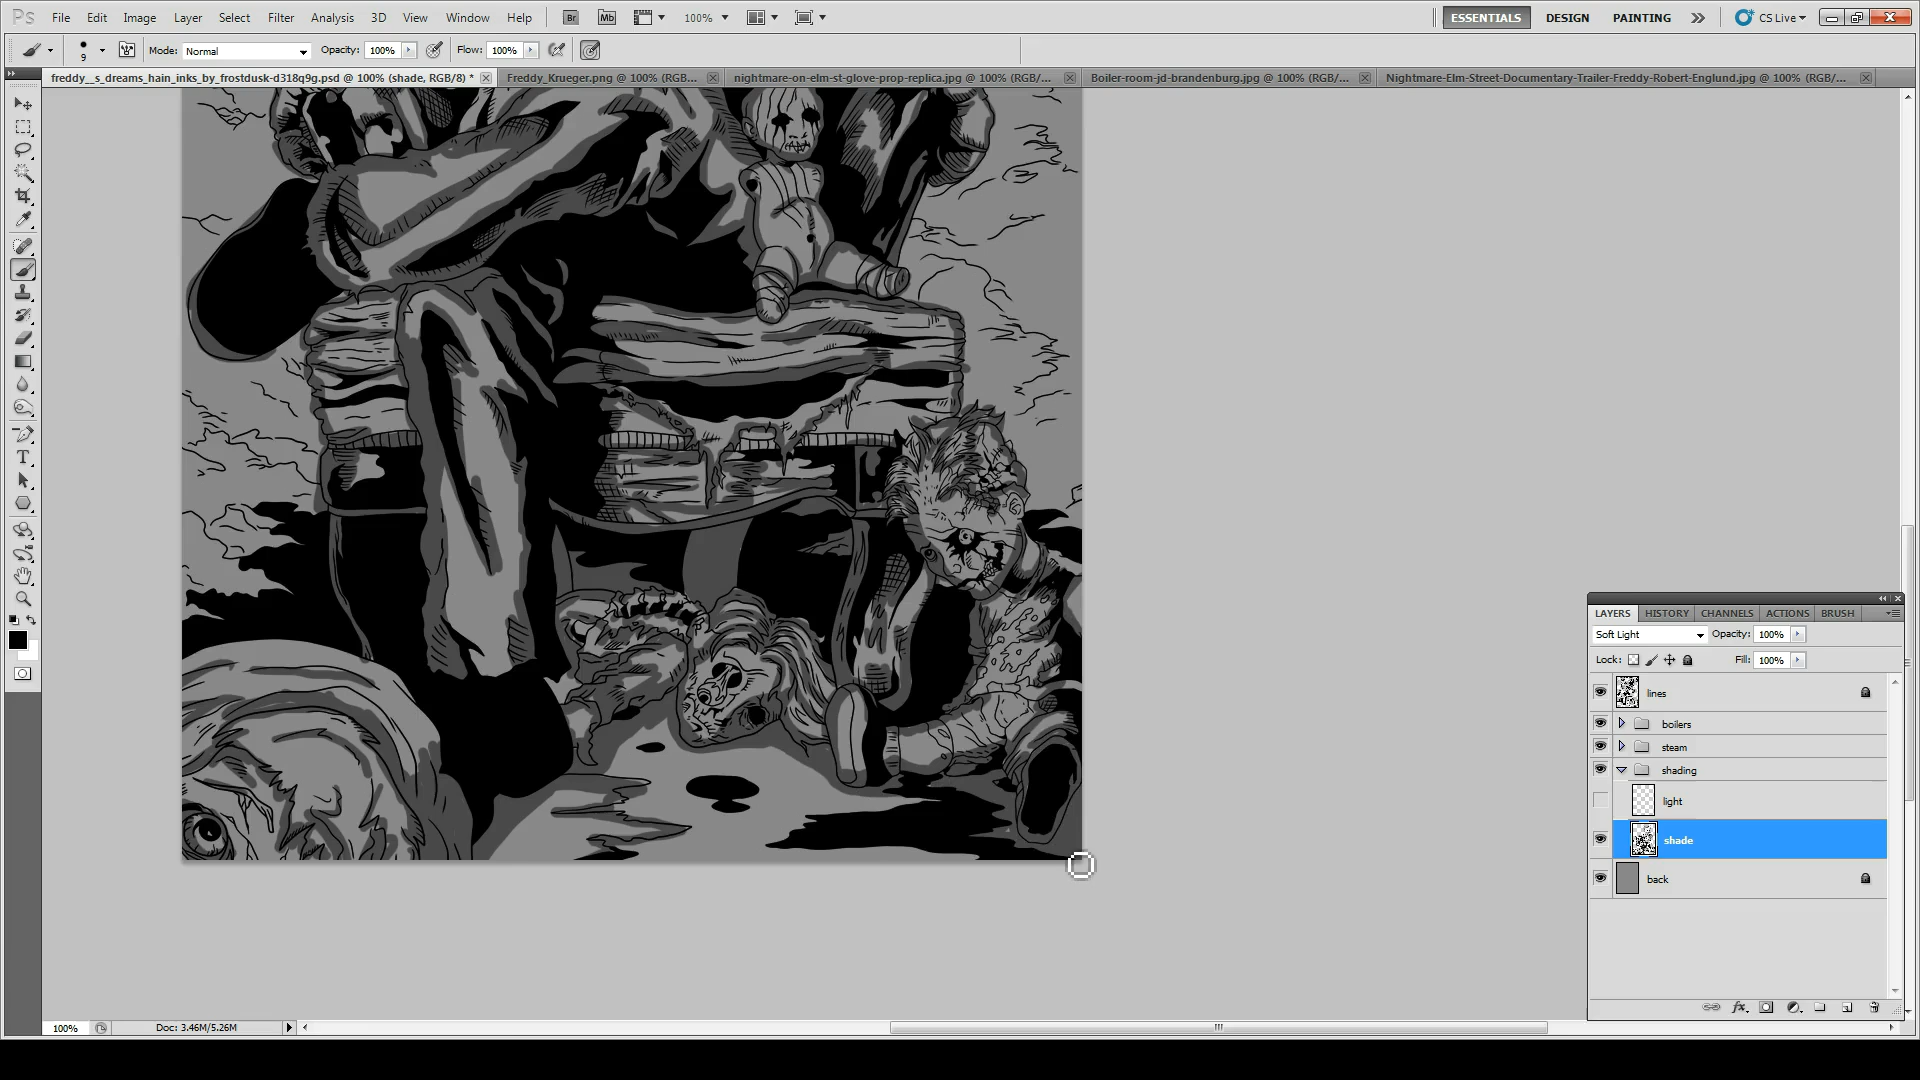 Ps File Edit Image Layer Select Filter Analysis 3D View Window Help Br Mb 100% ESSENTIALS DESIGN PAINTING CS Live
9 Mode: Normal Opacity: 100% Flow: 100%
freddy__s_dreams_hain_inks_by_frostdusk-d318q9g.psd @ 100% (shade, RGB/8) * Freddy_Krueger.png @ 100% (RGB... nightmare-on-elm-st-glove-prop-replica.jpg @ 100% (RGB/... Boiler-room-jd-brandenburg.jpg @ 100% (RGB/... Nightmare-Elm-Street-Documentary-Trailer-Freddy-Robert-Englund.jpg @ 100% (RGB/...
LAYERS HISTORY CHANNELS ACTIONS BRUSH
Soft Light Opacity: 100%
Lock: Fill: 100%
lines
boilers
steam
shading
light
shade
back
100% Doc: 3.46M/5.26M